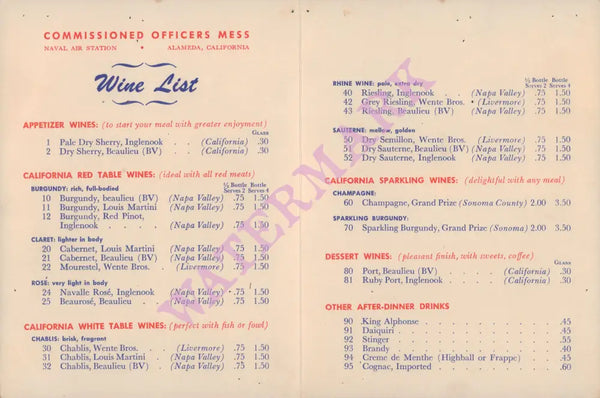 COMMISSIONED OFFICERS MESS
NAVAL AIR STATION • ALAMEDA, CALIFORNIA
Wine List
APPETIZER WINES: (to start your meal with greater enjoyment)
GLASS
1 Pale Dry Sherry, Inglenook . . (California) .30
2 Dry Sherry, Beaulieu (BV) . . (California) .30
CALIFORNIA RED TABLE WINES: (ideal with all red meats)
BURGUNDY: rich, full-bodied ½ Bottle Serves 2 Bottle Serves 4
10 Burgundy, beaulieu (BV) (Napa Valley) .75 1.50
11 Burgundy, Louis Martini (Napa Valley) .75 1.50
12 Burgundy, Red Pinot,
Inglenook . . . . (Napa Valley) .75 1.50
CLARET: lighter in body
20 Cabernet, Louis Martini (Napa Valley) .75 1.50
21 Cabernet, Beaulieu (BV) (Napa Valley) .75 1.50
22 Mourestel, Wente Bros. . (Livermore) .75 1.50
ROSE: very light in body
24 Navalle Rosé, Inglenook (Napa Valley) .75 1.50
25 Beaurosé, Beaulieu . . (Napa Valley) .75 1.50
CALIFORNIA WHITE TABLE WINES: (perfect with fish or fowl)
CHABLIS: brisk, fragrant
30 Chablis, Wente Bros. . . (Livermore) .75 1.50
31 Chablis, Louis Martini . . (Napa Valley) .75 1.50
32 Chablis, Beaulieu (BV) . (Napa Valley) .75 1.50
RHINE WINE: pale, extra dry ½ Bottle Serves 2 Bottle Serves 4
40 Riesling, Inglenook . . (Napa Valley) .75 1.50
42 Grey Riesling, Wente Bros. • (Livermore) .75 1.50
43 Riesling, Beaulieu (BV) (Napa Valley) .75 1.50
SAUTERNE: mellow, golden
50 Dry Semillon, Wente Bros. (Livermore) .75 1.50
51 Dry Sauterne, Beaulieu (BV) (Napa Valley) .75 1.50
52 Dry Sauterne, Inglenook (Napa Valley) .75 1.50
CALIFORNIA SPARKLING WINES: (delightful with any meal)
CHAMPAGNE:
60 Champagne, Grand Prize (Sonoma County) 2.00 3.50
SPARKLING BURGUNDY:
70 Sparkling Burgundy, Grand Prize (Sonoma) 2.00 3.50
DESSERT WINES: (pleasant finish, with sweets, coffee)
GLASS
80 Port, Beaulieu (BV) . . . . (California) .30
81 Ruby Port, Inglenook . . . (California) .30
OTHER AFTER-DINNER DRINKS
90 King Alphonse . . . . . . . . . .45
91 Daiquiri . . . . . . . . . . .45
92 Stinger . . . . . . . . . . .55
93 Brandy . . . . . . . . . . .40
94 Creme de Menthe (Highball or Frappe) . . .45
95 Cognac, Imported . . . . . . . . .60
WATERMARK